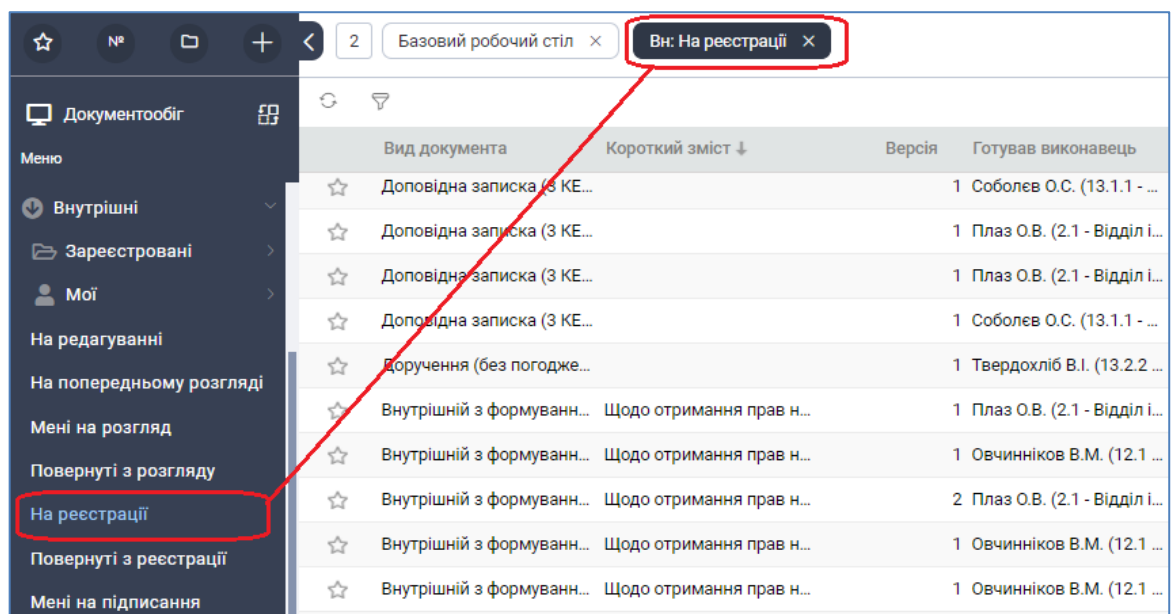 №
2
Базовий робочий стіл ×
Вн: На реєстрації ×
Документообіг
Меню
Внутрішні
Зареєстровані
Мої
На редагуванні
На попередньому розгляді
Мені на розгляд
Повернуті з розгляду
На реєстрації
Повернуті з реєстрації
Мені на підписання
Вид документа Короткий зміст ↓ Версія Готував виконавець
Доповідна записка (З КЕ... 1 Соболєв О.С. (13.1.1 - ...
Доповідна записка (З КЕ... 1 Плаз О.В. (2.1 - Відділ і...
Доповідна записка (З КЕ... 1 Плаз О.В. (2.1 - Відділ і...
Доповідна записка (З КЕ... 1 Соболєв О.С. (13.1.1 - ...
Доручення (без погодже... 1 Твердохліб В.І. (13.2.2 ...
Внутрішній з формуванн... Щодо отримання прав н... 1 Плаз О.В. (2.1 - Відділ і...
Внутрішній з формуванн... Щодо отримання прав н... 1 Овчинніков В.М. (12.1 ...
Внутрішній з формуванн... Щодо отримання прав н... 2 Плаз О.В. (2.1 - Відділ і...
Внутрішній з формуванн... Щодо отримання прав н... 1 Овчинніков В.М. (12.1 ...
Внутрішній з формуванн... Щодо отримання прав н... 1 Овчинніков В.М. (12.1 ...